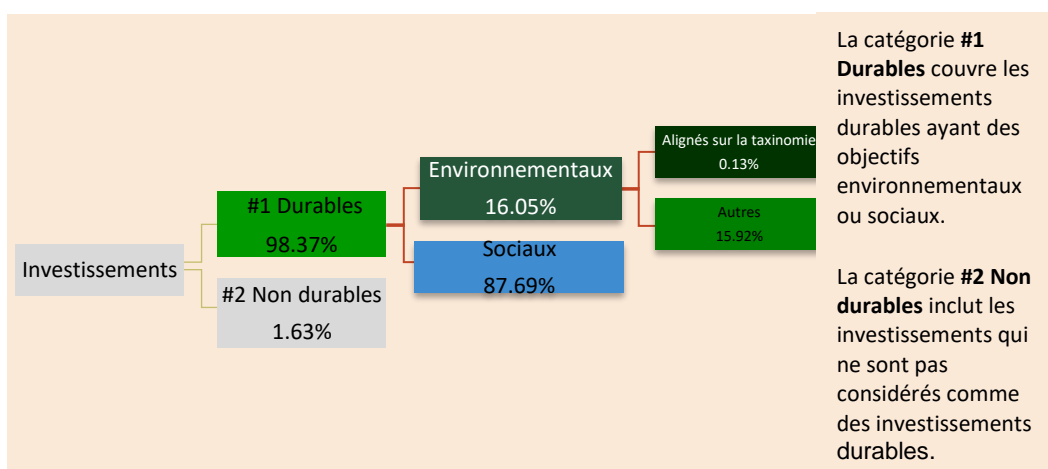 Investissements
#1 Durables
98.37%
#2 Non durables
1.63%
Environnementaux
16.05%
Sociaux
87.69%
Alignés sur la taxinomie
0.13%
Autres
15.92%
La catégorie #1
Durables couvre les
investissements
durables ayant des
objectifs
environnementaux
ou sociaux.
La catégorie #2 Non
durables inclut les
investissements qui
ne sont pas
considérés comme
des investissements
durables.